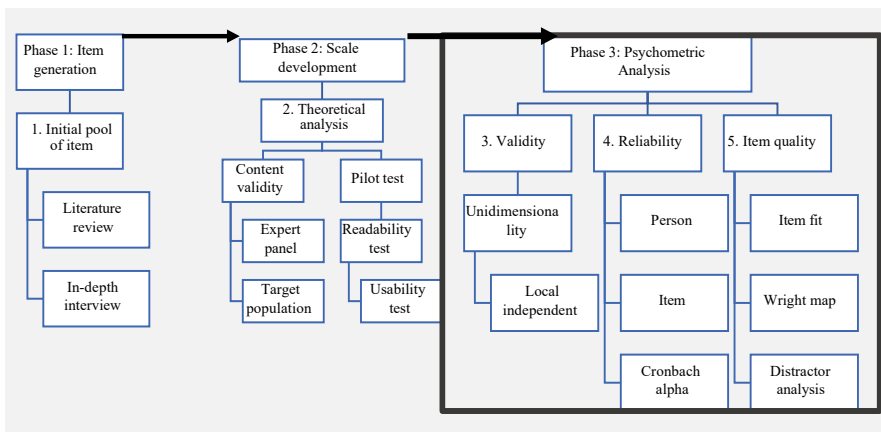 Phase 1: Item
generation
1. Initial pool
of item
Literature
review
In-depth
interview
Phase 2: Scale
development
2. Theoretical
analysis
Content
validity
Expert
panel
Target
population
Pilot test
Readability
test
Usability
test
Phase 3: Psychometric
Analysis
3. Validity
Unidimensiona
lity
Local
independent
4. Reliability
Person
Item
Cronbach
alpha
5. Item quality
Item fit
Wright map
Distractor
analysis